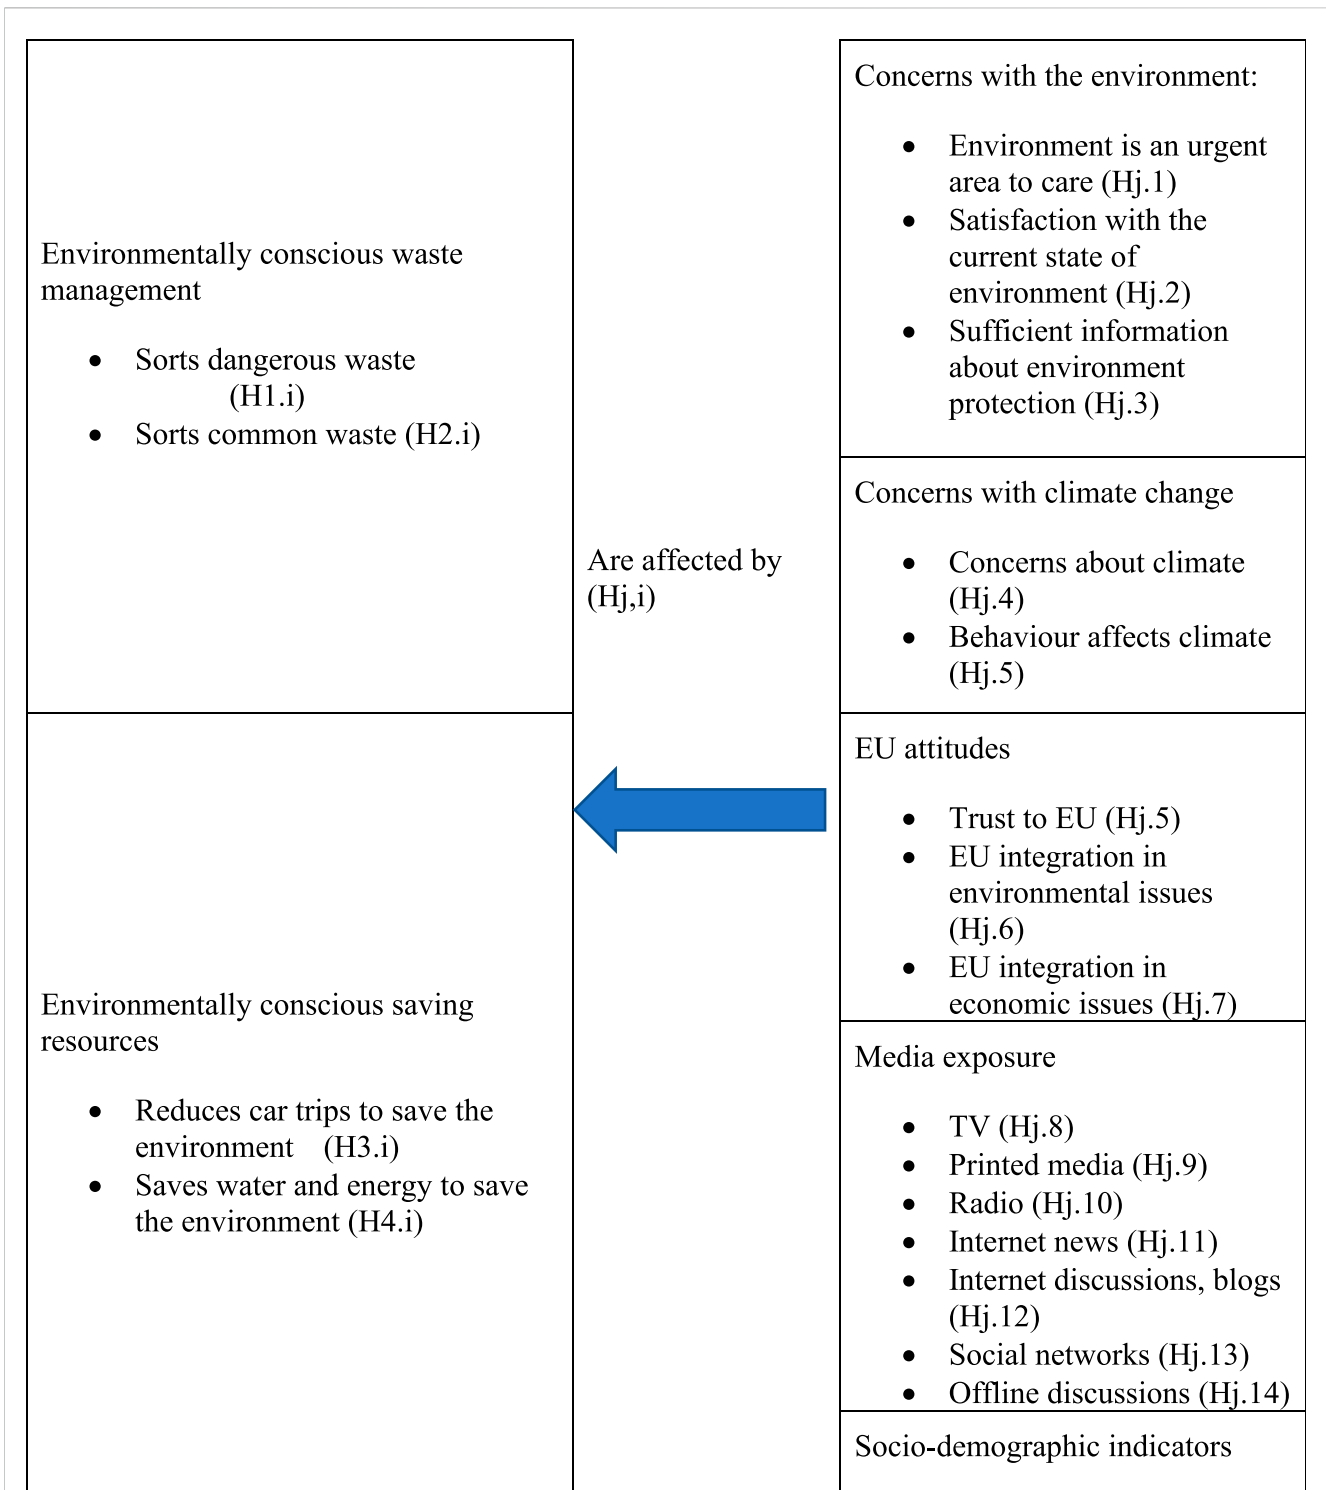 Environmentally conscious waste
management
• Sorts dangerous waste
(H1.i)
• Sorts common waste (H2.i)
Environmentally conscious saving
resources
• Reduces car trips to save the
environment (H3.i)
• Saves water and energy to save
the environment (H4.i)
Are affected by
(Hj,i)
Concerns with the environment:
• Environment is an urgent
area to care (Hj.1)
• Satisfaction with the
current state of
environment (Hj.2)
• Sufficient information
about environment
protection (Hj.3)
Concerns with climate change
• Concerns about climate
(Hj.4)
• Behaviour affects climate
(Hj.5)
EU attitudes
• Trust to EU (Hj.5)
• EU integration in
environmental issues
(Hj.6)
• EU integration in
economic issues (Hj.7)
Media exposure
• TV (Hj.8)
• Printed media (Hj.9)
• Radio (Hj.10)
• Internet news (Hj.11)
• Internet discussions, blogs
(Hj.12)
• Social networks (Hj.13)
• Offline discussions (Hj.14)
Socio-demographic indicators